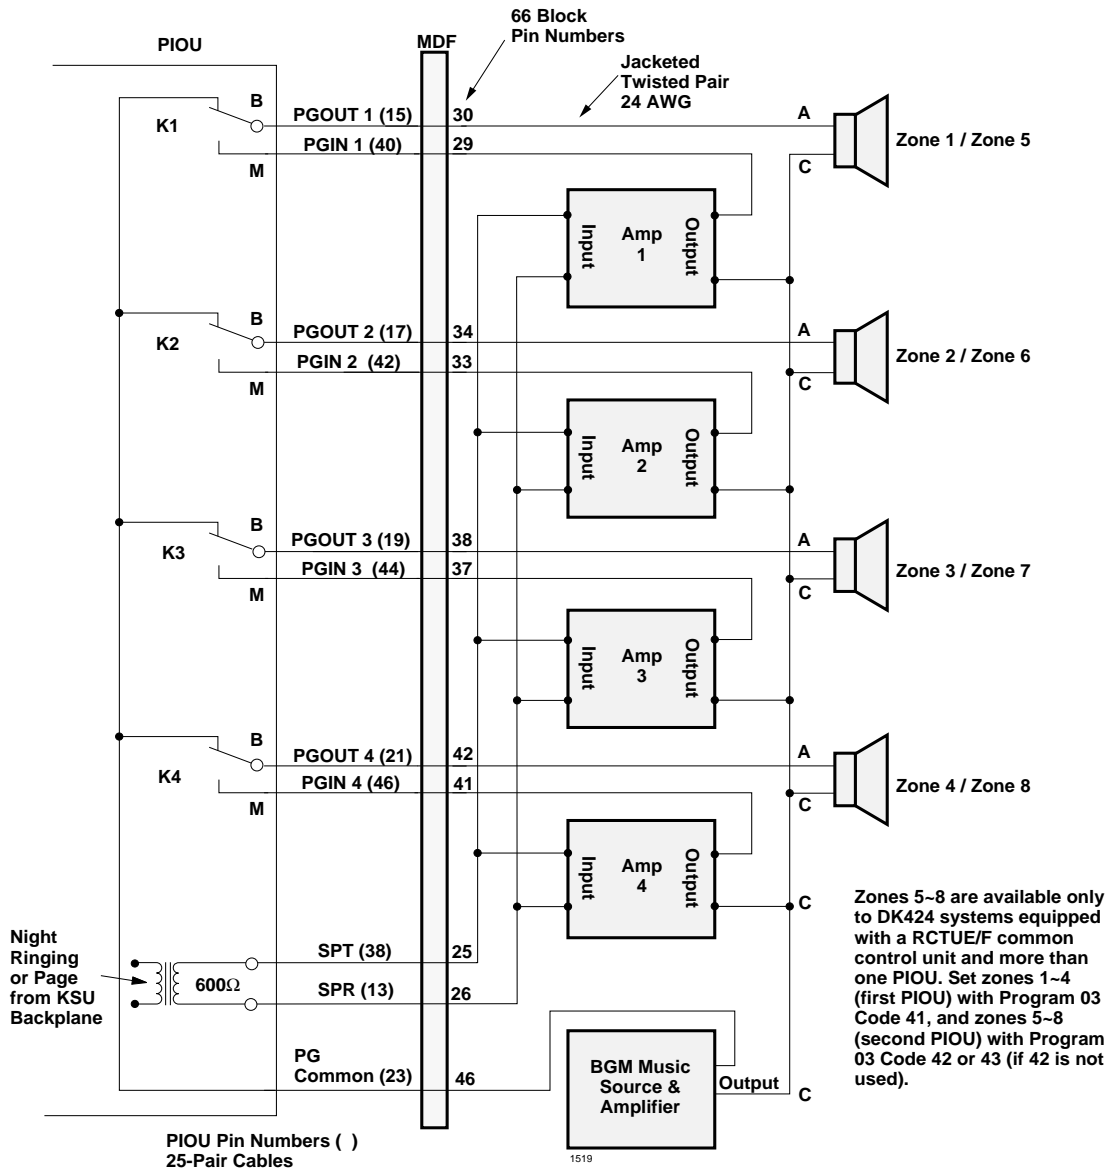 66 Block
Pin Numbers
PIOU
MDF
Jacketed
Twisted Pair
24 AWG
B
K1
PGOUT 1 (15)
30
A
PGIN 1 (40)
29
M
C
Zone 1 / Zone 5
Input
Amp
1
Output
B
K2
PGOUT 2 (17)
34
A
PGIN 2 (42)
33
M
C
Zone 2 / Zone 6
Input
Amp
2
Output
B
K3
PGOUT 3 (19)
38
A
PGIN 3 (44)
37
M
C
Zone 3 / Zone 7
Input
Amp
3
Output
B
K4
PGOUT 4 (21)
42
A
PGIN 4 (46)
41
M
C
Zone 4 / Zone 8
Input
Amp
4
Output
C
Zones 5~8 are available only
to DK424 systems equipped
with a RCTUE/F common
control unit and more than
one PIOU. Set zones 1~4
(first PIOU) with Program 03
Code 41, and zones 5~8
(second PIOU) with Program
03 Code 42 or 43 (if 42 is not
used).
Night
Ringing
or Page
from KSU
Backplane
600Ω
SPT (38)
25
SPR (13)
26
PG
Common (23)
46
BGM Music
Source &
Amplifier
Output
C
PIOU Pin Numbers ( )
25-Pair Cables
1519